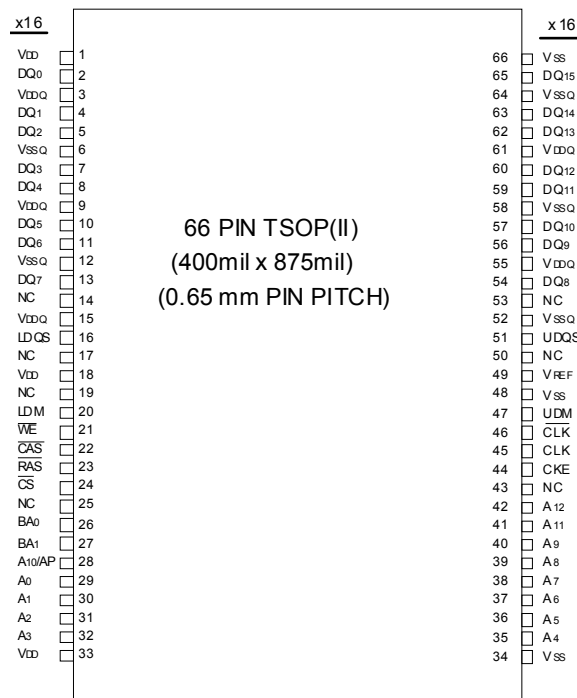 x16
x16
VDD 1
DQ0 2
VDDQ 3
DQ1 4
DQ2 5
VSSQ 6
DQ3 7
DQ4 8
VDDQ 9
DQ5 10
DQ6 11
VSSQ 12
DQ7 13
NC 14
VDDQ 15
LDQS 16
NC 17
VDD 18
NC 19
LDM 20
W̅E̅ 21
C̅A̅S̅ 22
R̅A̅S̅ 23
C̅S̅ 24
NC 25
BA0 26
BA1 27
A10/AP 28
A0 29
A1 30
A2 31
A3 32
VDD 33
66 PIN TSOP(II)
(400mil x 875mil)
(0.65 mm PIN PITCH)
66 VSS
65 DQ15
64 VSSQ
63 DQ14
62 DQ13
61 VDDQ
60 DQ12
59 DQ11
58 VSSQ
57 DQ10
56 DQ9
55 VDDQ
54 DQ8
53 NC
52 VSSQ
51 UDQS
50 NC
49 VREF
48 VSS
47 UDM
46 C̅L̅K̅
45 CLK
44 CKE
43 NC
42 A12
41 A11
40 A9
39 A8
38 A7
37 A6
36 A5
35 A4
34 VSS